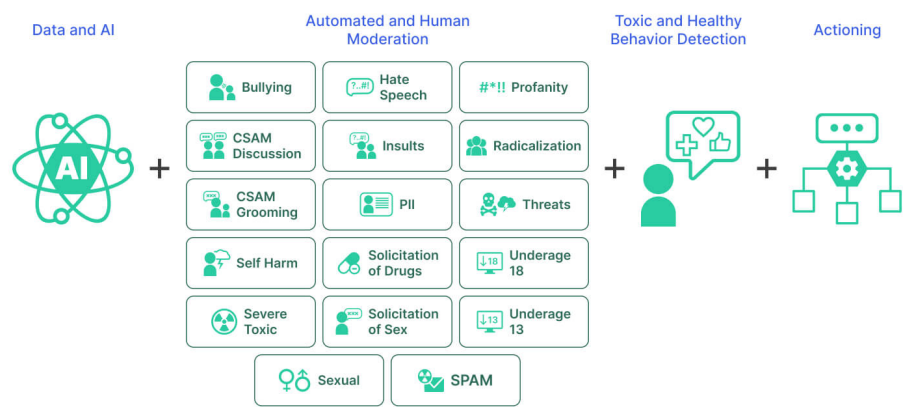 Data and AI
Automated and Human
Moderation
Toxic and Healthy
Behavior Detection
Actioning
AI
Bullying
?..#!
Hate
Speech
#*!! Profanity
CSAM
Discussion
?..#!
Insults
Radicalization
xxx
CSAM
Grooming
PII
Threats
Self Harm
Solicitation
of Drugs
↓18
Underage
18
Severe
Toxic
xxx
Solicitation
of Sex
↓13
Underage
13
Sexual
SPAM